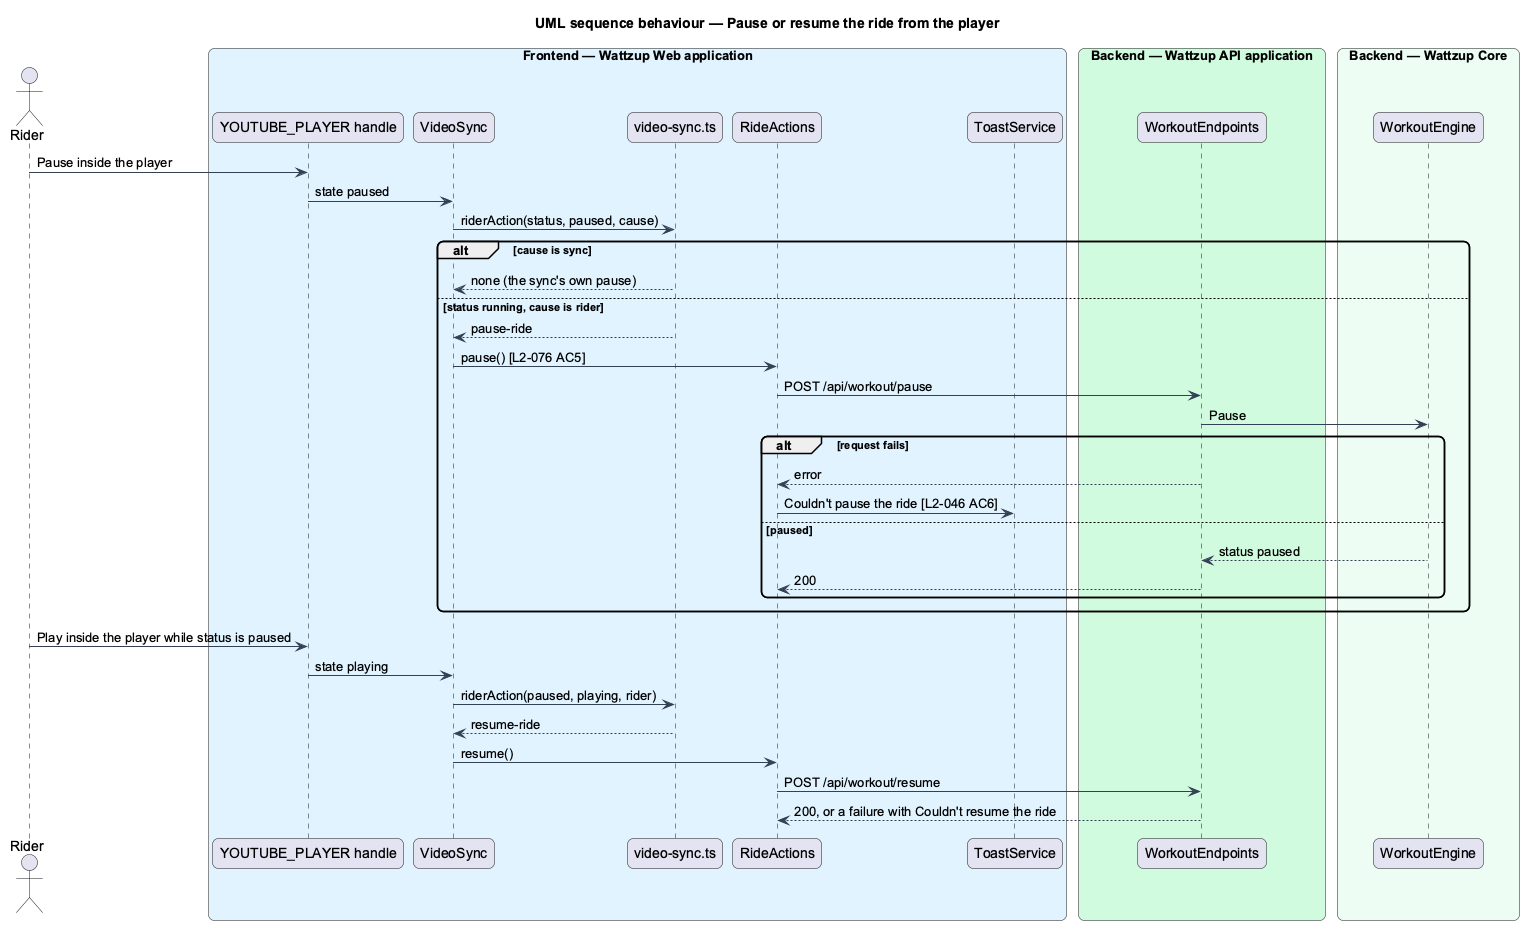 UML sequence behaviour — Pause or resume the ride from the player
Frontend — Wattzup Web application
Backend — Wattzup API application
Backend — Wattzup Core
Rider
YOUTUBE_PLAYER handle
VideoSync
video-sync.ts
RideActions
ToastService
WorkoutEndpoints
WorkoutEngine
Pause inside the player
state paused
riderAction(status, paused, cause)
alt
[cause is sync]
none (the sync's own pause)
[status running, cause is rider]
pause-ride
pause() [L2-076 AC5]
POST /api/workout/pause
Pause
alt
[request fails]
error
Couldn't pause the ride [L2-046 AC6]
[paused]
status paused
200
Play inside the player while status is paused
state playing
riderAction(paused, playing, rider)
resume-ride
resume()
POST /api/workout/resume
200, or a failure with Couldn't resume the ride
Rider
YOUTUBE_PLAYER handle
VideoSync
video-sync.ts
RideActions
ToastService
WorkoutEndpoints
WorkoutEngine